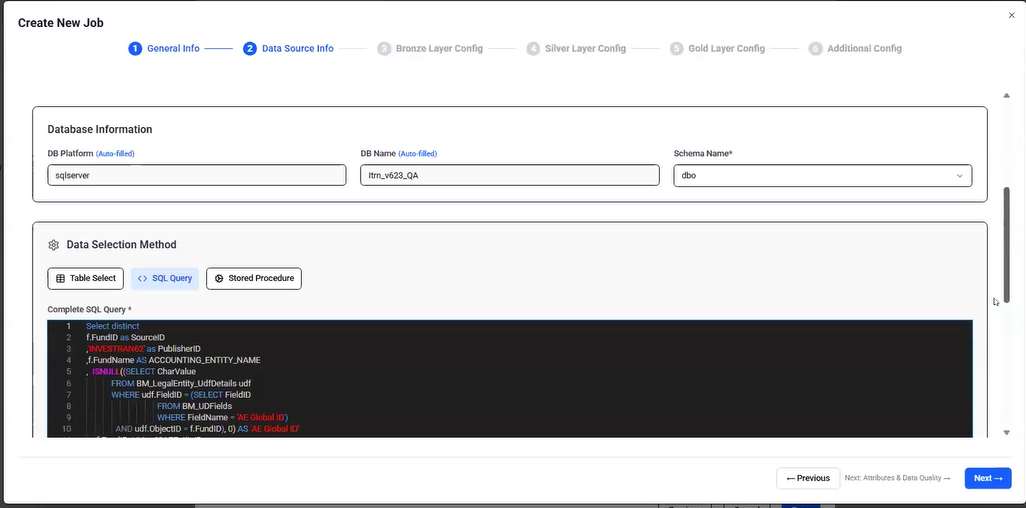 Create New Job
1 General Info 2 Data Source Info 3 Bronze Layer Config 4 Silver Layer Config 5 Gold Layer Config 6 Additional Config
Database Information
DB Platform (Auto-filled) DB Name (Auto-filled) Schema Name*
sqlserver Itrn_v623_QA dbo
Data Selection Method
Table Select <> SQL Query Stored Procedure
Complete SQL Query *
1 Select distinct
2 f.FundID as SourceID
3 ,'INVESTRAN62' as PublisherID
4 ,f.FundName AS ACCOUNTING_ENTITY_NAME
5 , ISNULL((SELECT CharValue
6 FROM BM_LegalEntity_UdfDetails udf
7 WHERE udf.FieldID = (SELECT FieldID
8 FROM BM_UDFields
9 WHERE FieldName = 'AE Global ID')
10 AND udf.ObjectID = f.FundID), 0) AS 'AE Global ID'
← Previous Next: Attributes & Data Quality → Next →